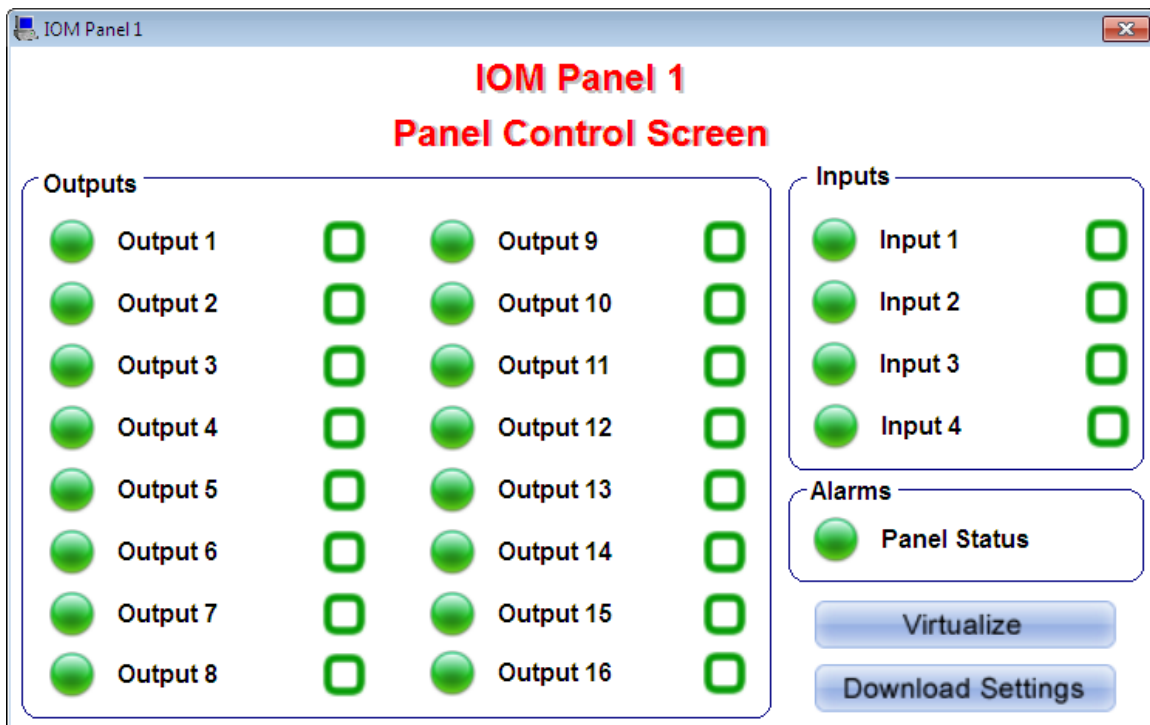 IOM Panel 1
IOM Panel 1
Panel Control Screen
Outputs
Output 1
Output 2
Output 3
Output 4
Output 5
Output 6
Output 7
Output 8
Output 9
Output 10
Output 11
Output 12
Output 13
Output 14
Output 15
Output 16
Inputs
Input 1
Input 2
Input 3
Input 4
Alarms
Panel Status
Virtualize
Download Settings